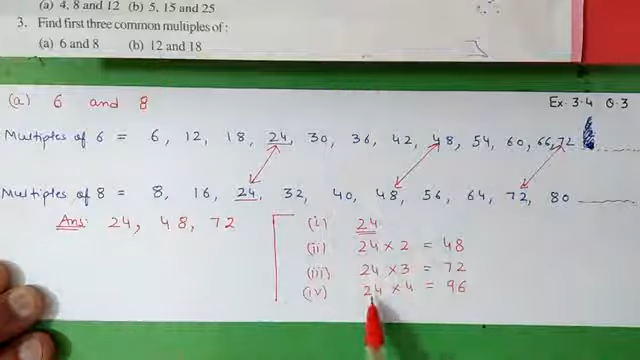 (a) 4, 8 and 12 (b) 5, 15 and 25
3. Find first three common multiples of :
(a) 6 and 8 (b) 12 and 18
(a) 6 and 8 Ex·3·4 Q·3
Multiples of 6 = 6, 12, 18, 24, 30, 36, 42, 48, 54, 60, 66, 72
Multiples of 8 = 8, 16, 24, 32, 40, 48, 56, 64, 72, 80
Ans: 24, 48, 72
(i) 24
(ii) 24 × 2 = 48
(iii) 24 × 3 = 72
(iv) 24 × 4 = 96